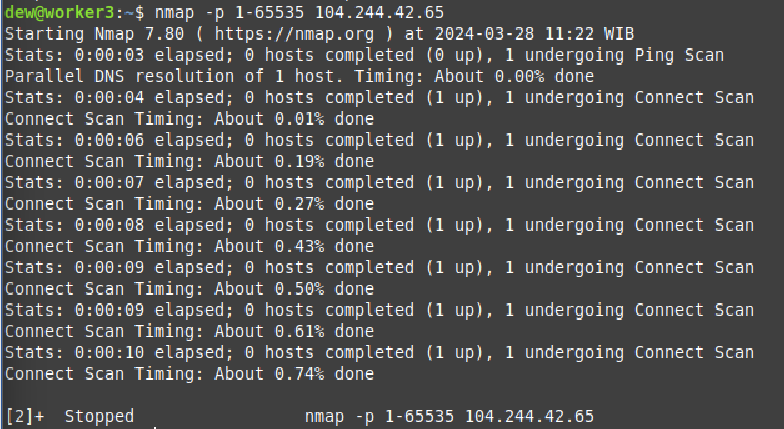 dew@worker3:~$ nmap -p 1-65535 104.244.42.65
Starting Nmap 7.80 ( https://nmap.org ) at 2024-03-28 11:22 WIB
Stats: 0:00:03 elapsed; 0 hosts completed (0 up), 1 undergoing Ping Scan
Parallel DNS resolution of 1 host. Timing: About 0.00% done
Stats: 0:00:04 elapsed; 0 hosts completed (1 up), 1 undergoing Connect Scan
Connect Scan Timing: About 0.01% done
Stats: 0:00:06 elapsed; 0 hosts completed (1 up), 1 undergoing Connect Scan
Connect Scan Timing: About 0.19% done
Stats: 0:00:07 elapsed; 0 hosts completed (1 up), 1 undergoing Connect Scan
Connect Scan Timing: About 0.27% done
Stats: 0:00:08 elapsed; 0 hosts completed (1 up), 1 undergoing Connect Scan
Connect Scan Timing: About 0.43% done
Stats: 0:00:09 elapsed; 0 hosts completed (1 up), 1 undergoing Connect Scan
Connect Scan Timing: About 0.50% done
Stats: 0:00:09 elapsed; 0 hosts completed (1 up), 1 undergoing Connect Scan
Connect Scan Timing: About 0.61% done
Stats: 0:00:10 elapsed; 0 hosts completed (1 up), 1 undergoing Connect Scan
Connect Scan Timing: About 0.74% done
[2]+  Stopped                 nmap -p 1-65535 104.244.42.65